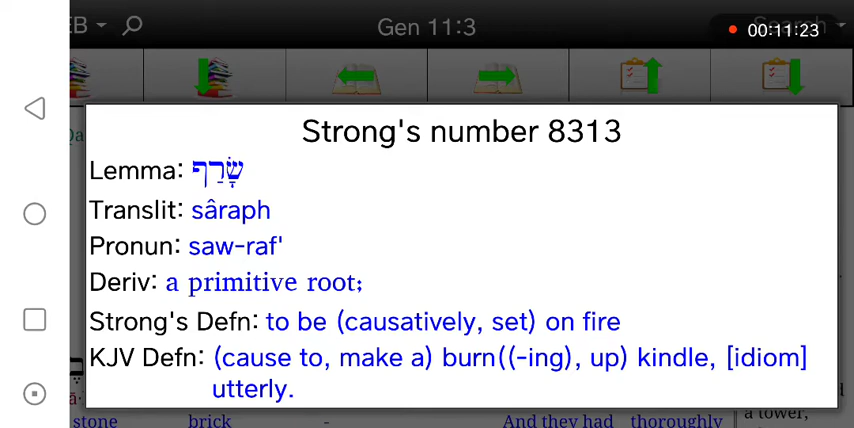 EB
Gen 11:3
Search
00:11:23
Strong's number 8313
Lemma: שָׂרַף
Translit: sâraph
Pronun: saw-raf'
Deriv: a primitive root;
Strong's Defn: to be (causatively, set) on fire
KJV Defn: (cause to, make a) burn((-ing), up) kindle, [idiom]
utterly.
stone brick - And they had thoroughly
a tower,